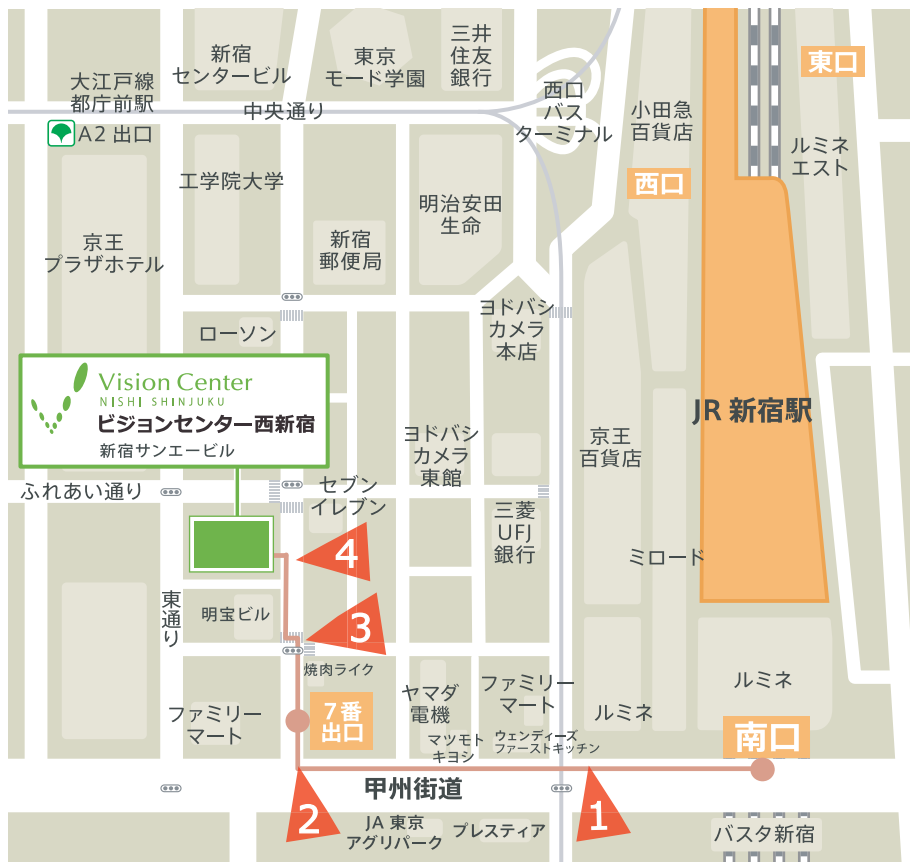 新宿
センタービル
東京
モード学園
三井
住友
銀行
東口
大江戸線
都庁前駅
A2 出口
中央通り
西口
バス
ターミナル
小田急
百貨店
ルミネ
エスト
工学院大学
西口
明治安田
生命
京王
プラザホテル
新宿
郵便局
ローソン
ヨドバシ
カメラ
本店
Vision Center
NISHI SHINJUKU
ビジョンセンター西新宿
新宿サンエービル
JR 新宿駅
ヨドバシ
カメラ
東館
京王
百貨店
ふれあい通り
セブン
イレブン
三菱
UFJ
銀行
4
ミロード
東通り
明宝ビル
3
焼肉ライク
ファミリー
マート
7番
出口
ヤマダ
電機
ファミリー
マート
ルミネ
ルミネ
マツモト
キヨシ
ウェンディーズ
ファーストキッチン
南口
甲州街道
2
1
JA 東京
アグリパーク
プレスティア
バスタ新宿